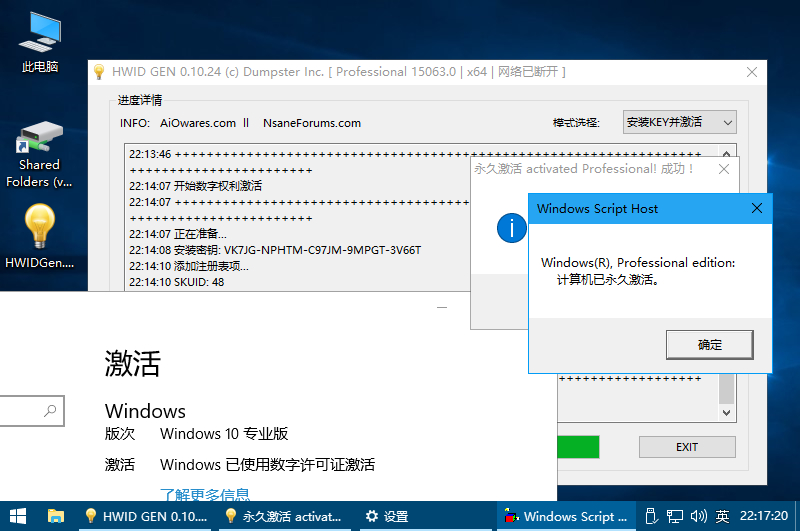 此电脑
Shared
Folders (v...
HWIDGen....
HWID GEN 0.10.24 (c) Dumpster Inc. [ Professional 15063.0 | x64 | 网络已断开 ]
进度详情
INFO: AiOwares.com II NsaneForums.com
模式选择:
安装KEY并激活
22:13:46 +++++++++++++++++++++++++++++++++++++++++++++++++
+++++++++++++++++++++++
22:14:07 开始数字权利激活
22:14:07 +++++++++++++++++++++++++++
+++++++++++++++++++++++
22:14:07 正在准备...
22:14:08 安装密钥: VK7JG-NPHTM-C97JM-9MPGT-3V66T
22:14:10 添加注册表项...
22:14:10 SKUID: 48
++++++++++++++++++
EXIT
永久激活 activated Professional! 成功！
Windows Script Host
Windows(R), Professional edition:
计算机已永久激活。
确定
激活
Windows
版次 Windows 10 专业版
激活 Windows 已使用数字许可证激活
了解更多信息
HWID GEN 0.10....
永久激活 activat...
设置
Windows Script ...
英
22:17:20